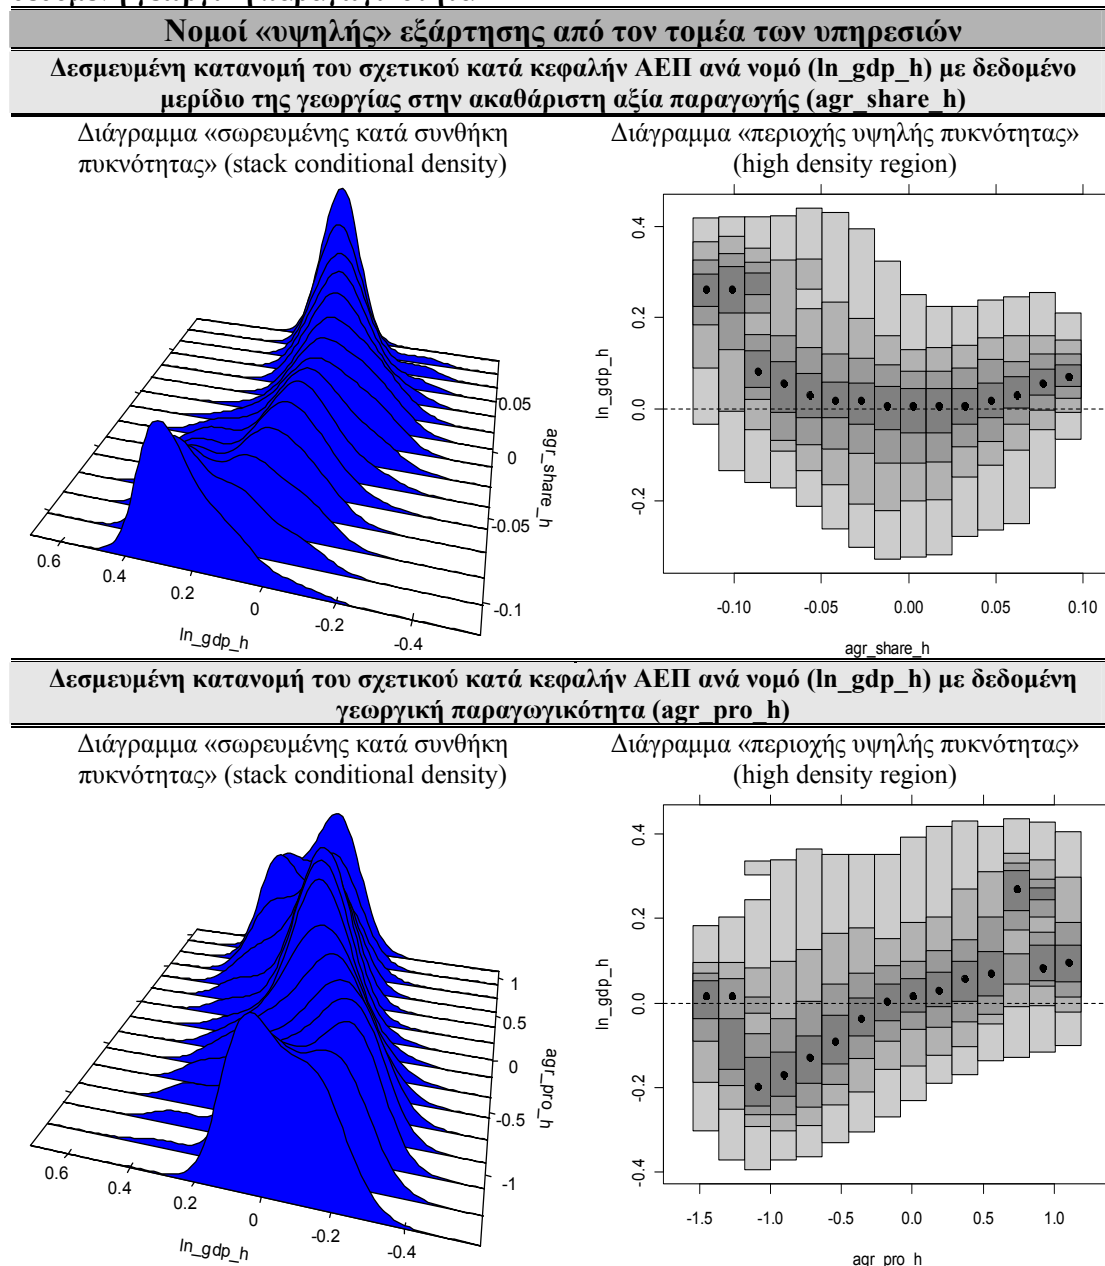 Νομοί «υψηλής» εξάρτησης από τον τομέα των υπηρεσιών
Δεσμευμένη κατανομή του σχετικού κατά κεφαλήν ΑΕΠ ανά νομό (ln_gdp_h) με δεδομένο
μερίδιο της γεωργίας στην ακαθάριστη αξία παραγωγής (agr_share_h)
Διάγραμμα «σωρευμένης κατά συνθήκη
πυκνότητας» (stack conditional density)
Διάγραμμα «περιοχής υψηλής πυκνότητας»
(high density region)
0.05
0
-0.05
-0.1
agr_share_h
0.6
0.4
0.2
0
-0.2
-0.4
ln_gdp_h
0.4
0.2
0.0
-0.2
ln_gdp_h
-0.10 -0.05 0.00 0.05 0.10
agr_share_h
Δεσμευμένη κατανομή του σχετικού κατά κεφαλήν ΑΕΠ ανά νομό (ln_gdp_h) με δεδομένη
γεωργική παραγωγικότητα (agr_pro_h)
Διάγραμμα «σωρευμένης κατά συνθήκη
πυκνότητας» (stack conditional density)
Διάγραμμα «περιοχής υψηλής πυκνότητας»
(high density region)
1
0.5
0
-0.5
-1
agr_pro_h
0.6
0.4
0.2
0
-0.2
-0.4
ln_gdp_h
0.4
0.2
0.0
-0.2
-0.4
ln_gdp_h
-1.5 -1.0 -0.5 0.0 0.5 1.0
agr_pro_h